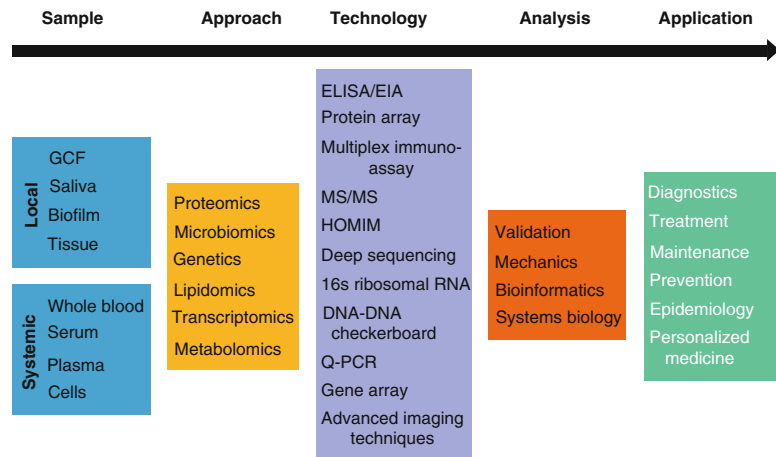 Sample
Approach
Technology
Analysis
Application
Local
GCF
Saliva
Biofilm
Tissue
Systemic
Whole blood
Serum
Plasma
Cells
Proteomics
Microbiomics
Genetics
Lipidomics
Transcriptomics
Metabolomics
ELISA/EIA
Protein array
Multiplex immuno-
assay
MS/MS
HOMIM
Deep sequencing
16s ribosomal RNA
DNA-DNA
checkerboard
Q-PCR
Gene array
Advanced imaging
techniques
Validation
Mechanics
Bioinformatics
Systems biology
Diagnostics
Treatment
Maintenance
Prevention
Epidemiology
Personalized
medicine